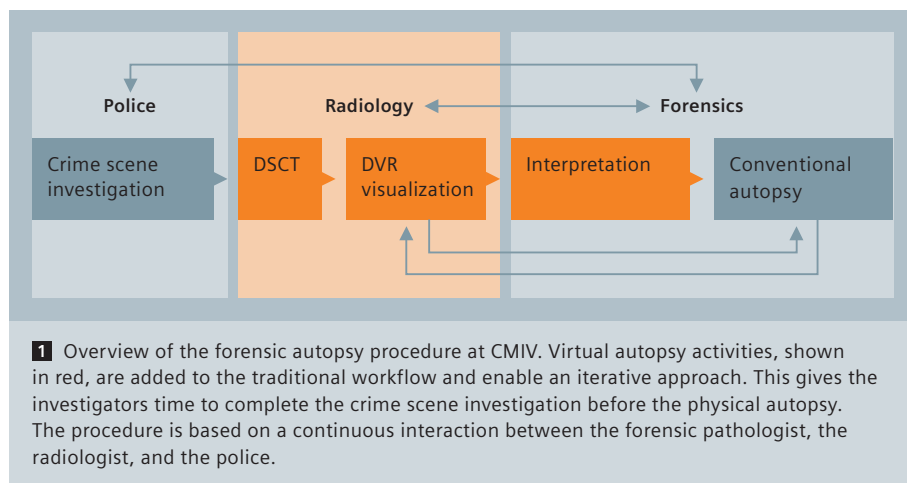 Police
Radiology
Forensics
Crime scene
investigation
DSCT
DVR
visualization
Interpretation
Conventional
autopsy
1 Overview of the forensic autopsy procedure at CMIV. Virtual autopsy activities, shown
in red, are added to the traditional workflow and enable an iterative approach. This gives the
investigators time to complete the crime scene investigation before the physical autopsy.
The procedure is based on a continuous interaction between the forensic pathologist, the
radiologist, and the police.